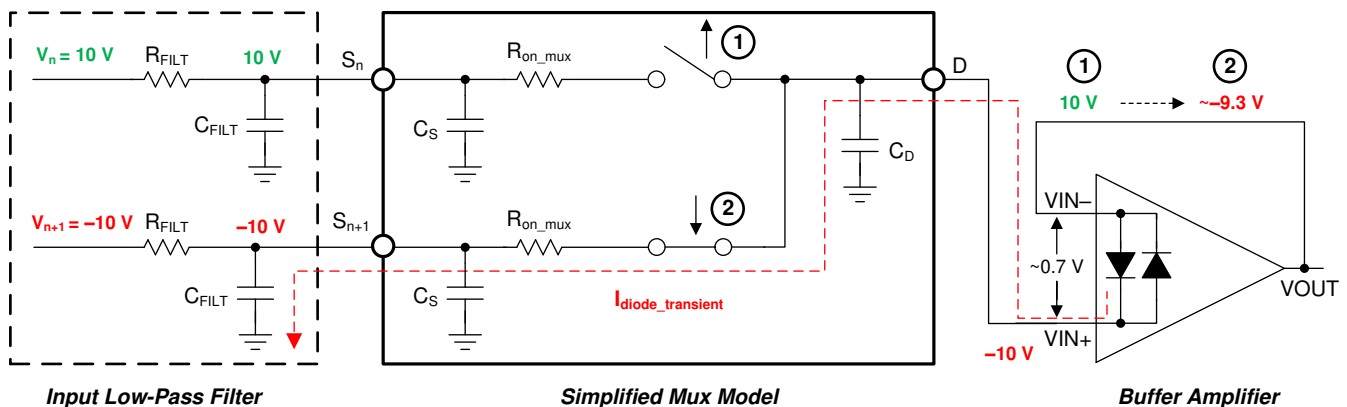 Vn = 10 V
RFILT
10 V
Sn
Ron_mux
1
D
1
2
10 V
~–9.3 V
CFILT
CS
CD
Vn+1 = –10 V
RFILT
–10 V
Sn+1
Ron_mux
2
VIN–
~0.7 V
VOUT
CFILT
CS
Idiode_transient
VIN+
–10 V
Input Low-Pass Filter
Simplified Mux Model
Buffer Amplifier